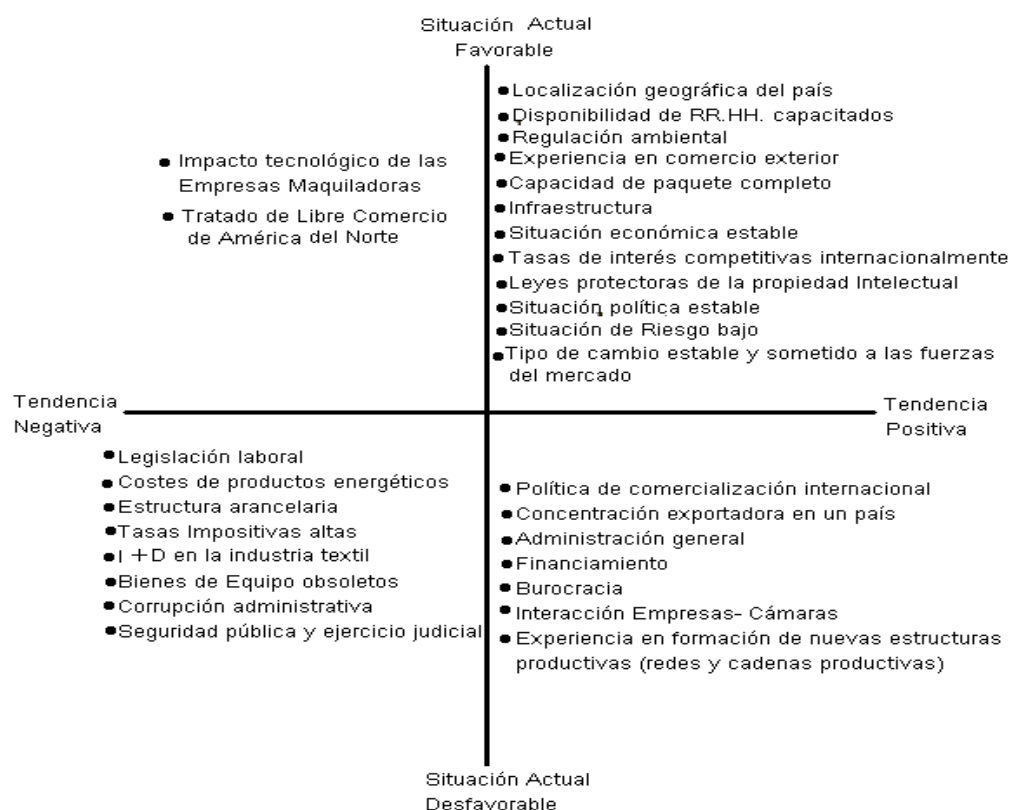 Situación Actual
Favorable
Localización geográfica del país
Disponibilidad de RR.HH. capacitados
Regulación ambiental
Experiencia en comercio exterior
Capacidad de paquete completo
Infraestructura
Situación económica estable
Tasas de interés competitivas internacionalmente
Leyes protectoras de la propiedad Intelectual
Situación política estable
Situación de Riesgo bajo
Tipo de cambio estable y sometido a las fuerzas
del mercado
Impacto tecnológico de las
Empresas Maquiladoras
Tratado de Libre Comercio
de América del Norte
Tendencia
Negativa
Tendencia
Positiva
Legislación laboral
Costes de productos energéticos
Estructura arancelaria
Tasas Impositivas altas
I +D en la industria textil
Bienes de Equipo obsoletos
Corrupción administrativa
Seguridad pública y ejercicio judicial
Política de comercialización internacional
Concentración exportadora en un país
Administración general
Financiamiento
Burocracia
Interacción Empresas- Cámaras
Experiencia en formación de nuevas estructuras
productivas (redes y cadenas productivas)
Situación Actual
Desfavorable